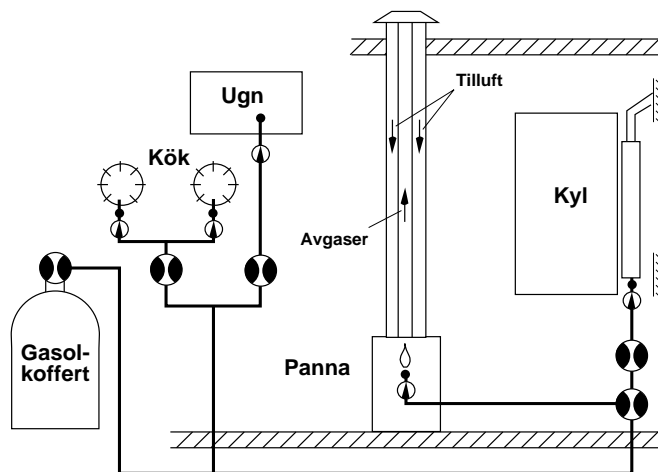 Tilluft
Ugn
Kök
Kyl
Avgaser
Gasol-
koffert
Panna